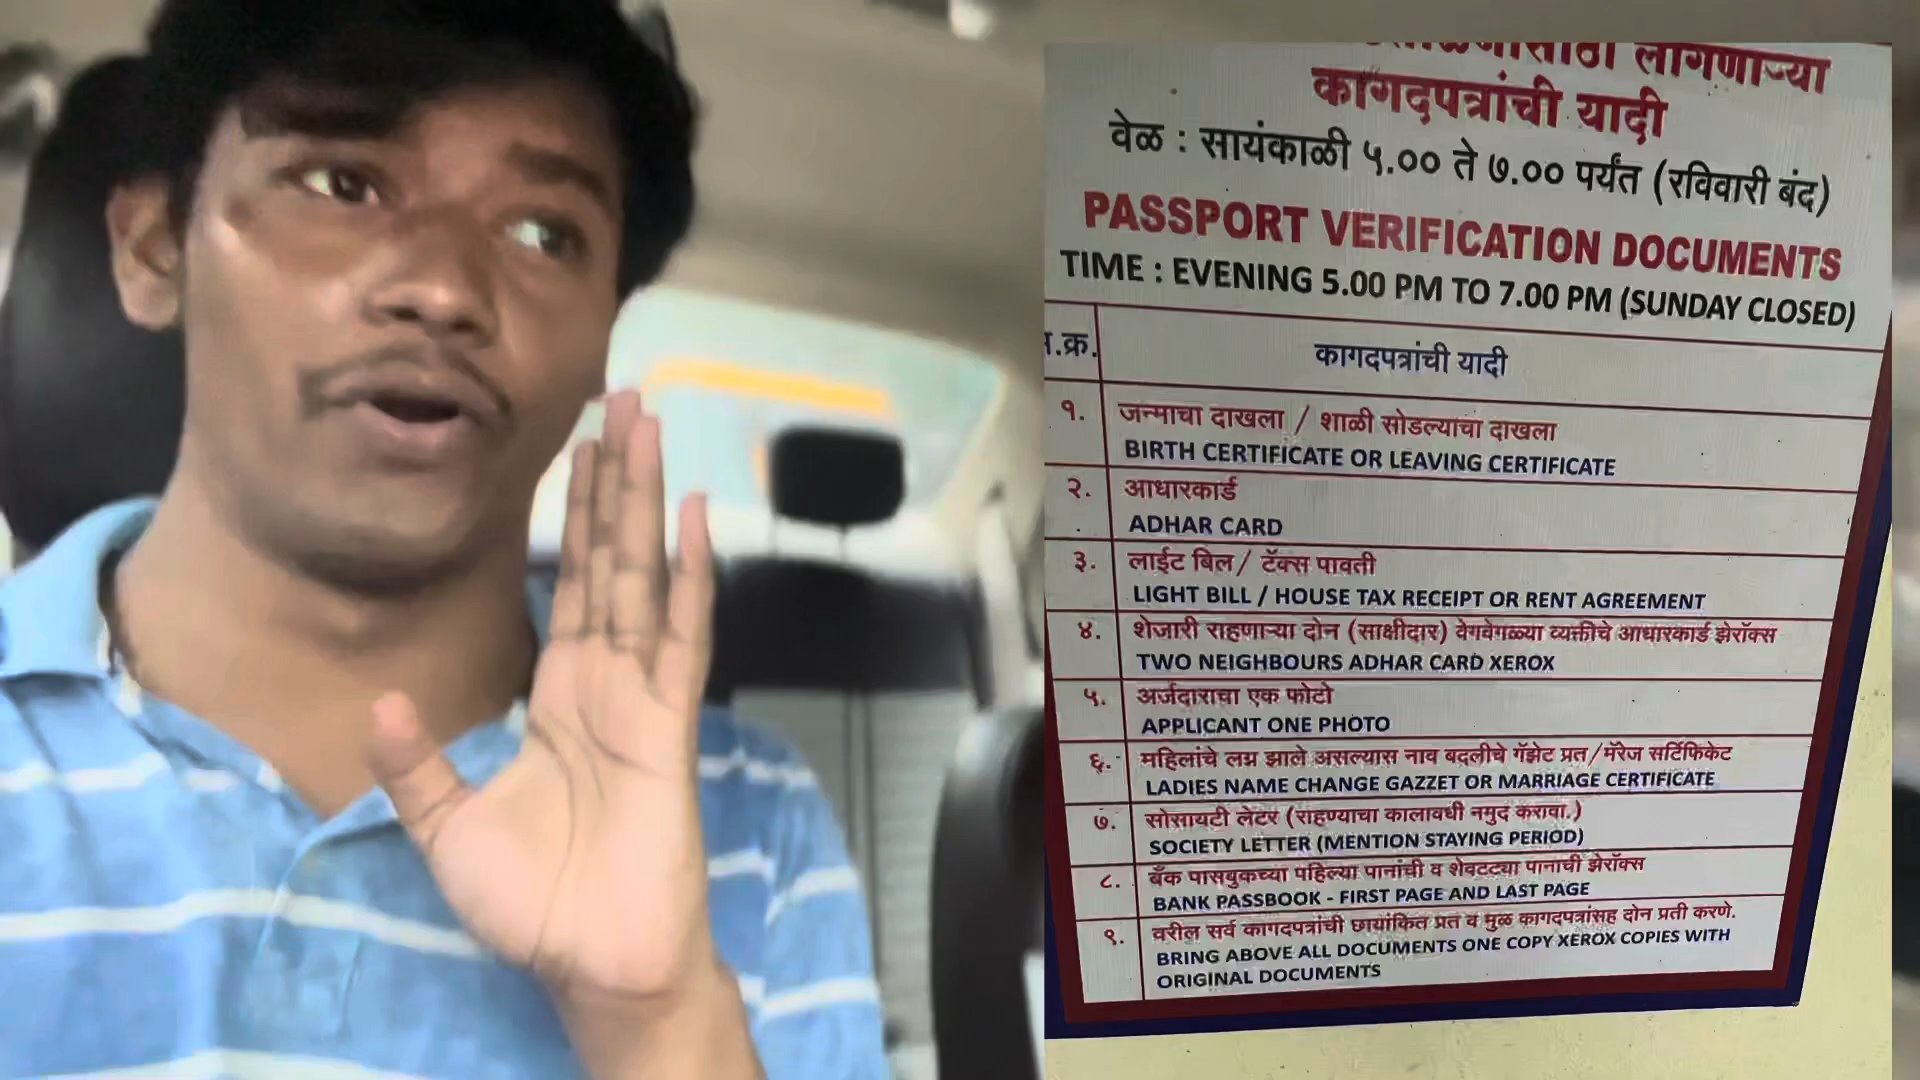 लागणाऱ्या
कागदपत्रांची यादी
वेळ : सायंकाळी ५.०० ते ७.०० पर्यंत (रविवारी बंद)
PASSPORT VERIFICATION DOCUMENTS
TIME : EVENING 5.00 PM TO 7.00 PM (SUNDAY CLOSED)
.क्र. कागदपत्रांची यादी
१. जन्माचा दाखला / शाळी सोडल्याचा दाखला
BIRTH CERTIFICATE OR LEAVING CERTIFICATE
२. आधारकार्ड
ADHAR CARD
३. लाईट बिल / टॅक्स पावती
LIGHT BILL / HOUSE TAX RECEIPT OR RENT AGREEMENT
४. शेजारी राहणाऱ्या दोन (साक्षीदार) वेगवेगळ्या व्यक्तीचे आधारकार्ड झेरॉक्स
TWO NEIGHBOURS ADHAR CARD XEROX
५. अर्जदाराचा एक फोटो
APPLICANT ONE PHOTO
६. महिलांचे लग्न झाले असल्यास नाव बदलीचे गॅझेट प्रत/मॅरेज सर्टिफिकेट
LADIES NAME CHANGE GAZZET OR MARRIAGE CERTIFICATE
७. सोसायटी लेटर (राहण्याचा कालावधी नमुद करावा.)
SOCIETY LETTER (MENTION STAYING PERIOD)
८. बँक पासबुकच्या पहिल्या पानांची व शेवटट्या पानाची झेरॉक्स
BANK PASSBOOK - FIRST PAGE AND LAST PAGE
९. वरील सर्व कागदपत्रांची छायांकित प्रत व मुळ कागदपत्रांसह दोन प्रती करणे.
BRING ABOVE ALL DOCUMENTS ONE COPY XEROX COPIES WITH
ORIGINAL DOCUMENTS